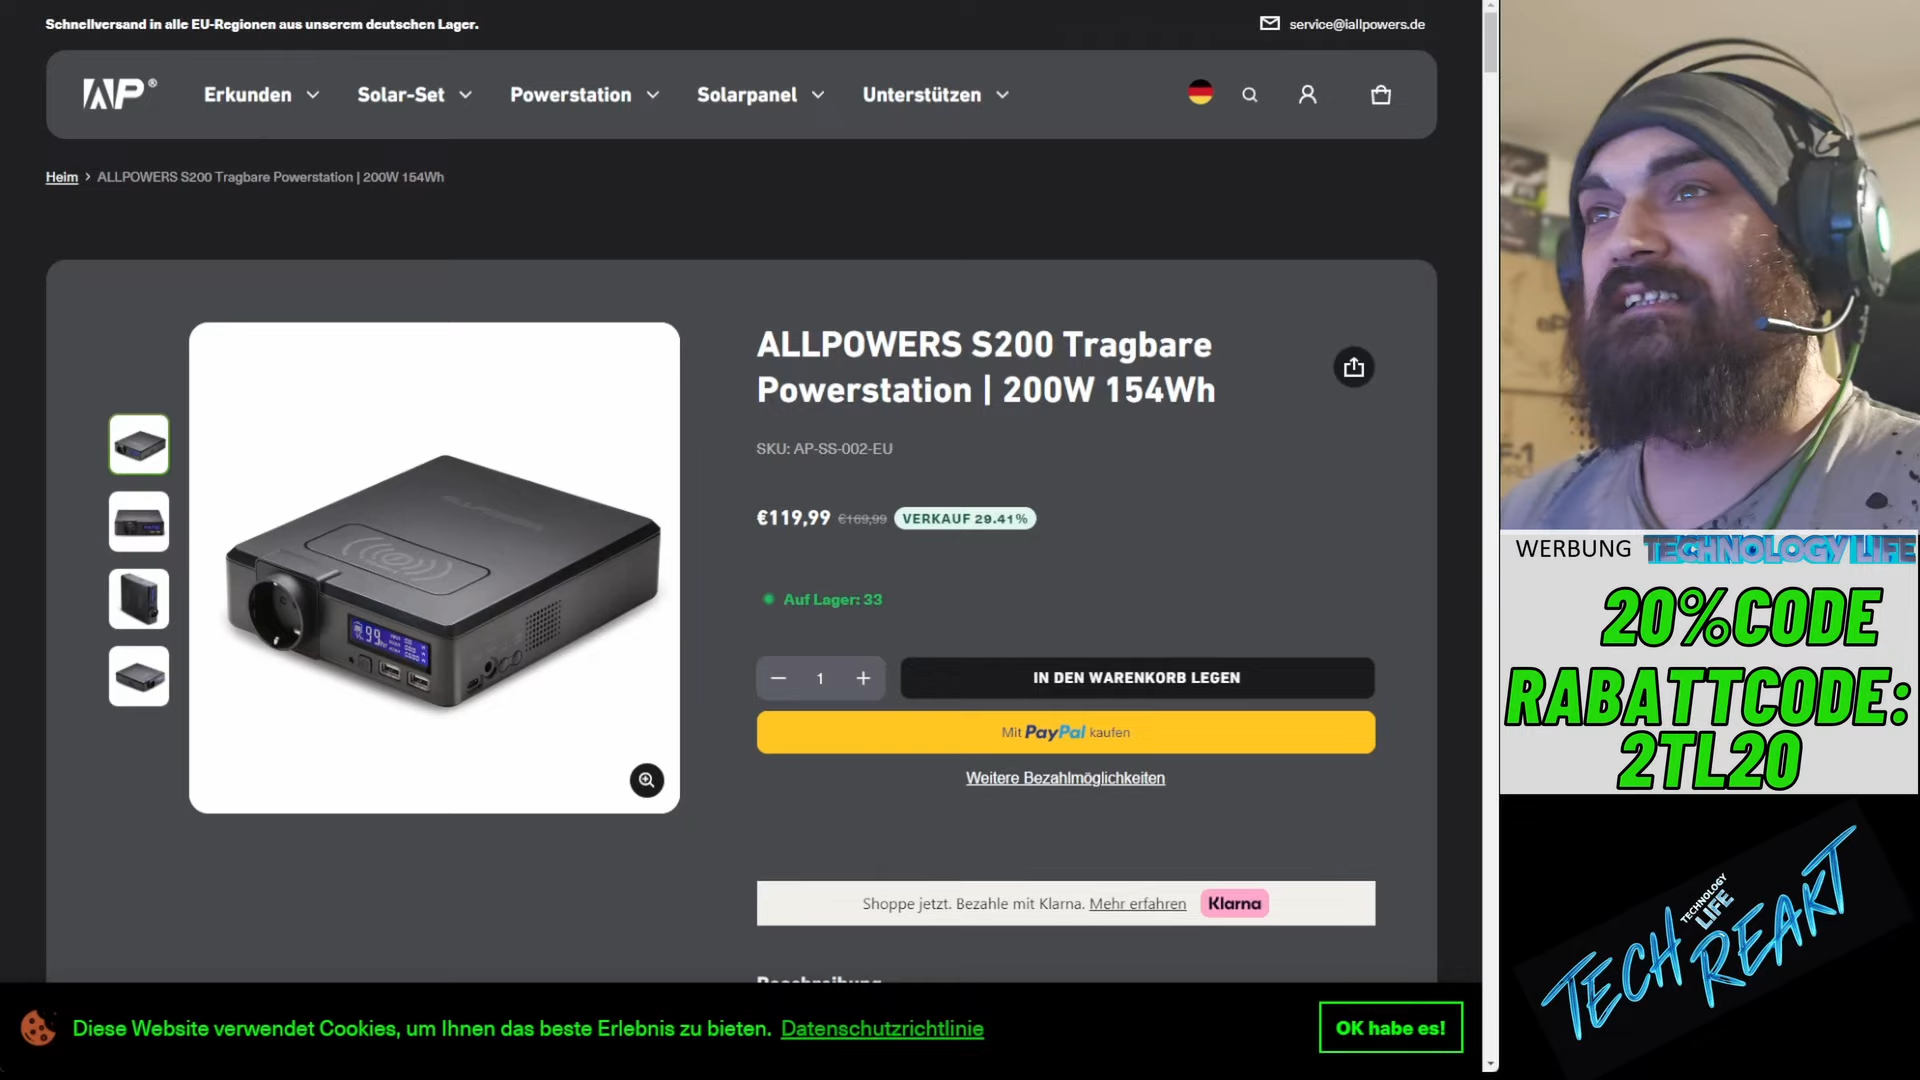 Schnellversand in alle EU-Regionen aus unserem deutschen Lager.
service@iallpowers.de
AP®
Erkunden
Solar-Set
Powerstation
Solarpanel
Unterstützen
Heim > ALLPOWERS S200 Tragbare Powerstation | 200W 154Wh
ALLPOWERS S200 Tragbare
Powerstation | 200W 154Wh
SKU: AP-SS-002-EU
€119,99 €169,99 VERKAUF 29.41%
Auf Lager: 33
− 1 +
IN DEN WARENKORB LEGEN
Mit PayPal kaufen
Weitere Bezahlmöglichkeiten
Shoppe jetzt. Bezahle mit Klarna. Mehr erfahren Klarna
Beschreibung
Diese Website verwendet Cookies, um Ihnen das beste Erlebnis zu bieten. Datenschutzrichtlinie
OK habe es!
ALLPOWERS
99
WERBUNG TECHNOLOGY LIFE
20%CODE
RABATTCODE:
2TL20
TECHNOLOGY
LIFE
TECH
REAKT